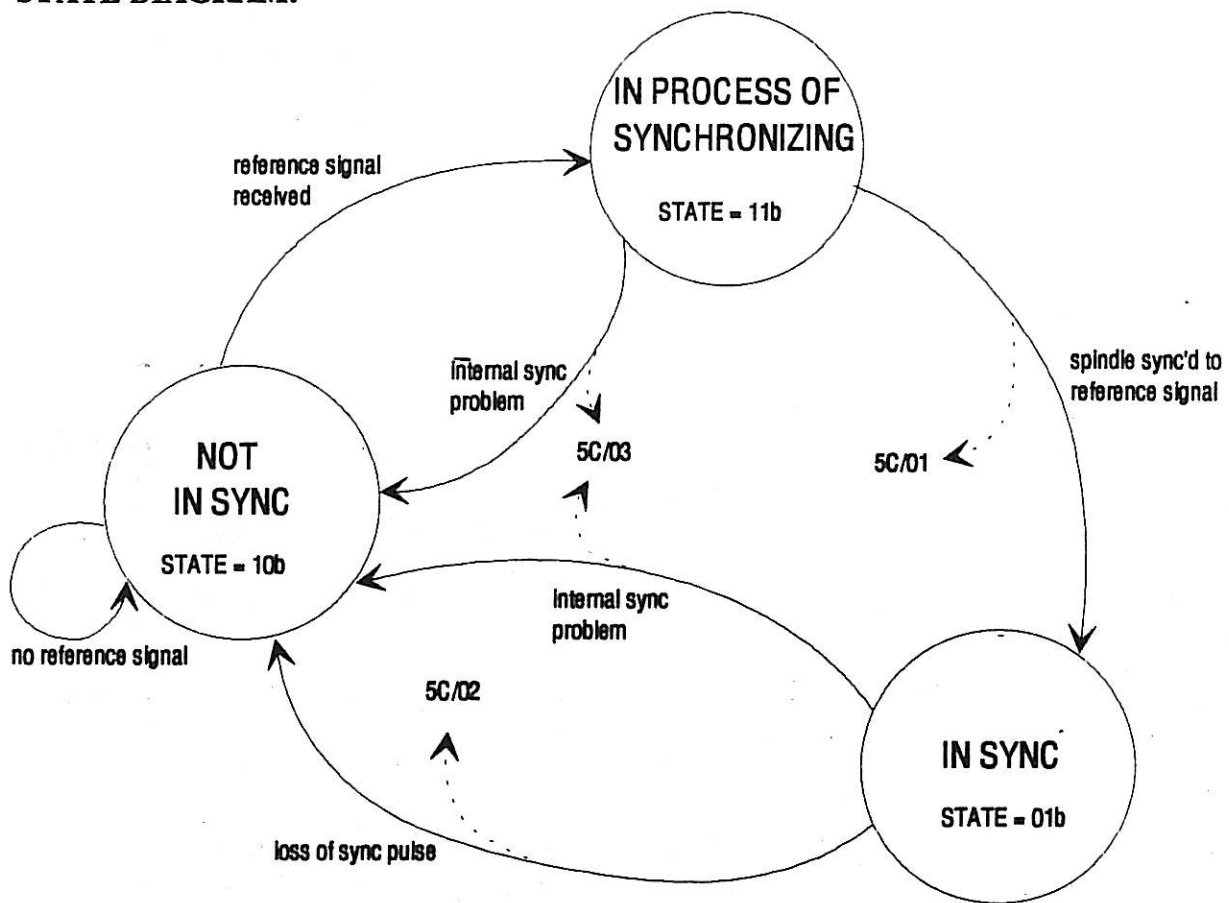 STATE DIAGRAM:
IN PROCESS OF
SYNCHRONIZING
STATE = 11b
reference signal
received
internal sync
problem
spindle sync'd to
reference signal
5C/03
5C/01
NOT
IN SYNC
STATE = 10b
internal sync
problem
no reference signal
5C/02
IN SYNC
STATE = 01b
loss of sync pulse